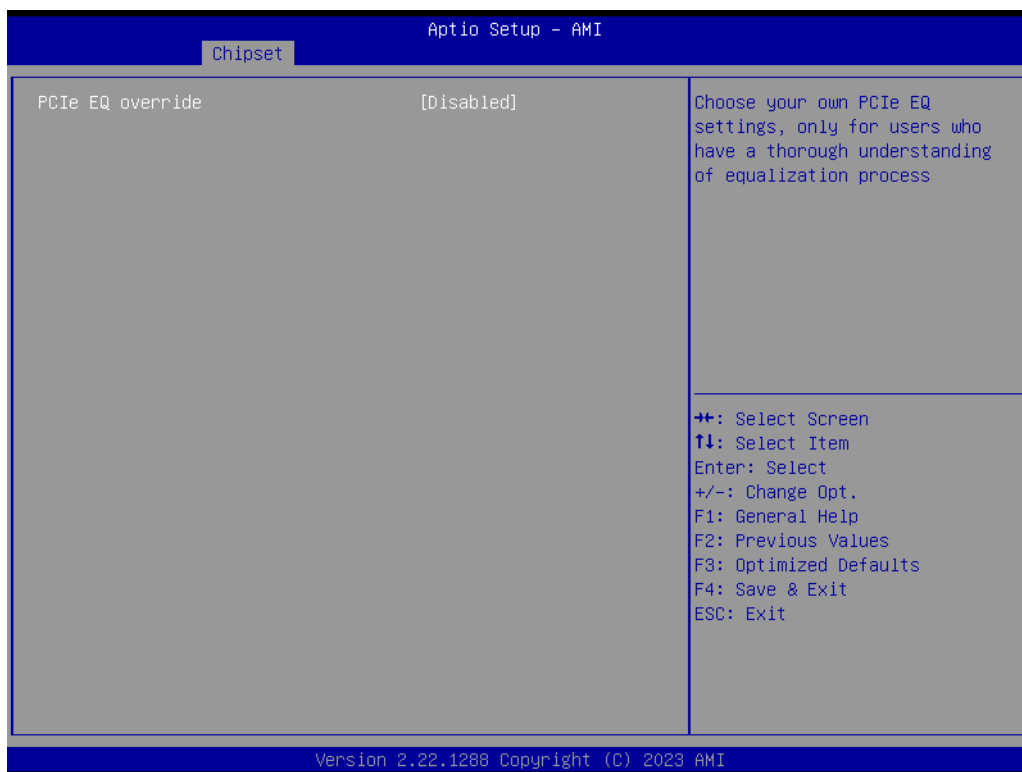 Aptio Setup – AMI
Chipset
PCIe EQ override [Disabled]
Choose your own PCIe EQ
settings, only for users who
have a thorough understanding
of equalization process
→←: Select Screen
↑↓: Select Item
Enter: Select
+/-: Change Opt.
F1: General Help
F2: Previous Values
F3: Optimized Defaults
F4: Save & Exit
ESC: Exit
Version 2.22.1288 Copyright (C) 2023 AMI